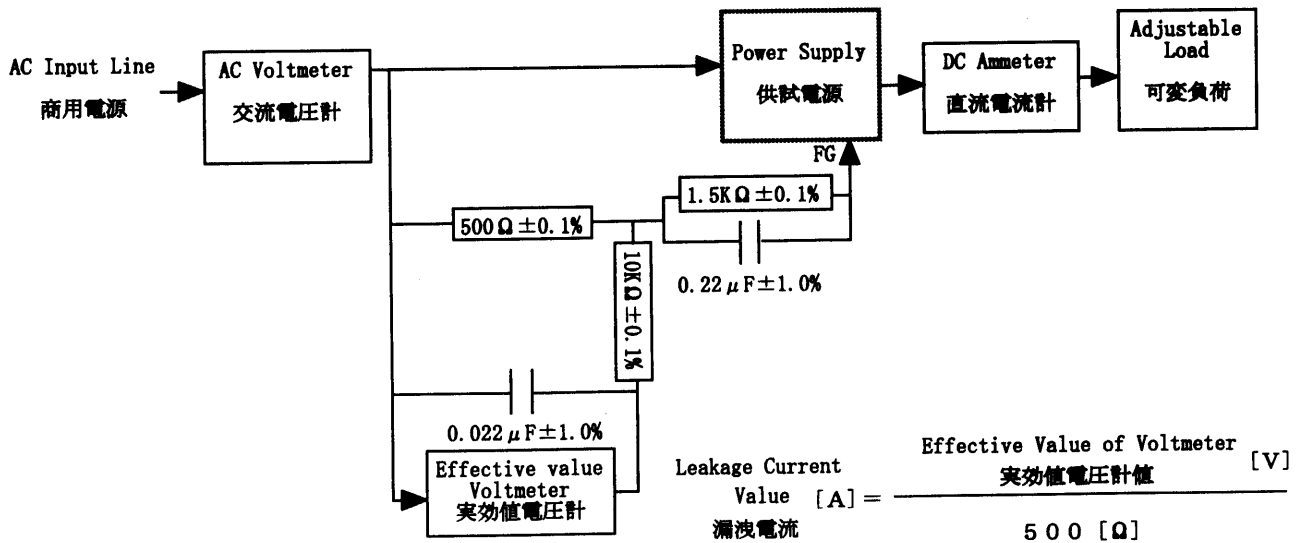 AC Input Line
商用電源
AC Voltmeter
交流電圧計
Power Supply
供試電源
DC Ammeter
直流電流計
Adjustable
Load
可変負荷
FG
1.5KΩ±0.1%
500Ω±0.1%
10KΩ±0.1%
0.22μF±1.0%
0.022μF±1.0%
Effective value
Voltmeter
実効値電圧計
Leakage Current
Value [A]=
漏洩電流
Effective Value of Voltmeter
実効値電圧計値 [V]
500 [Ω]